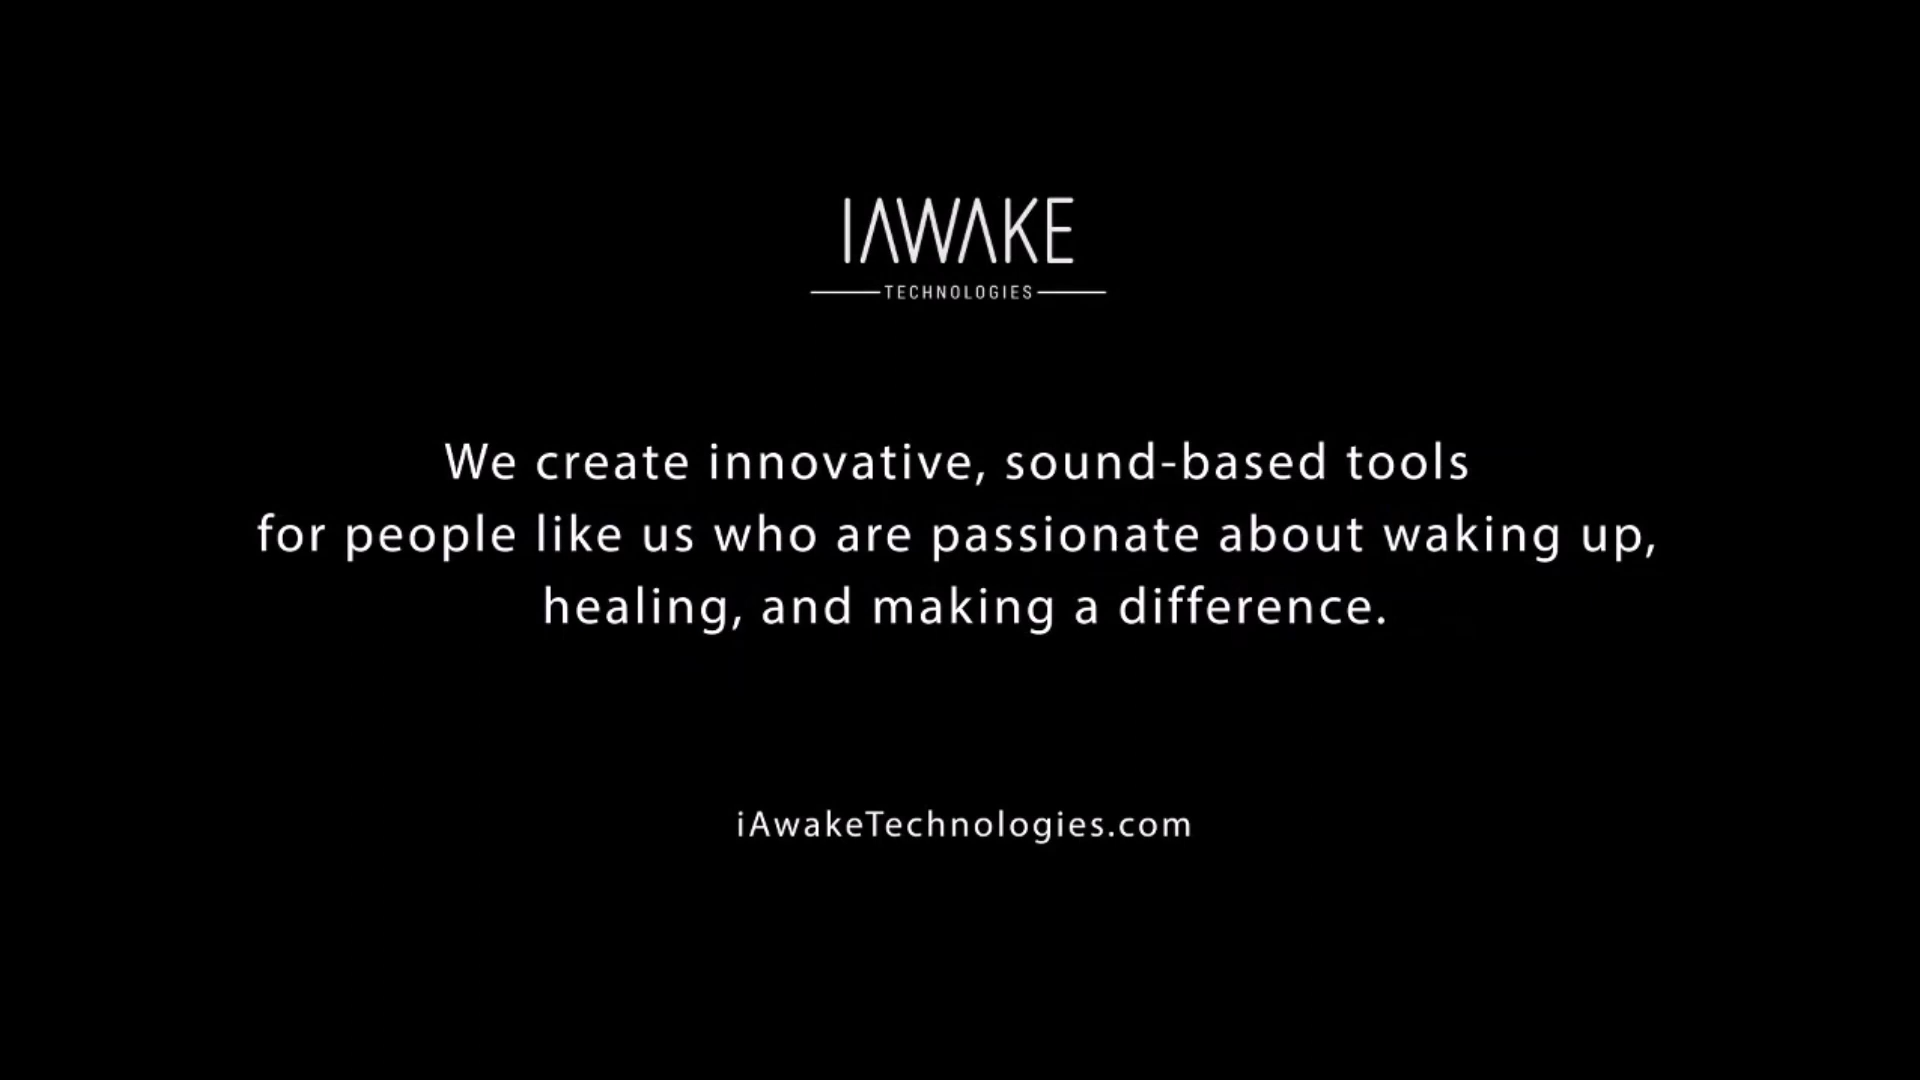 IAWAKE
TECHNOLOGIES
We create innovative, sound-based tools
for people like us who are passionate about waking up,
healing, and making a difference.
iAwakeTechnologies.com